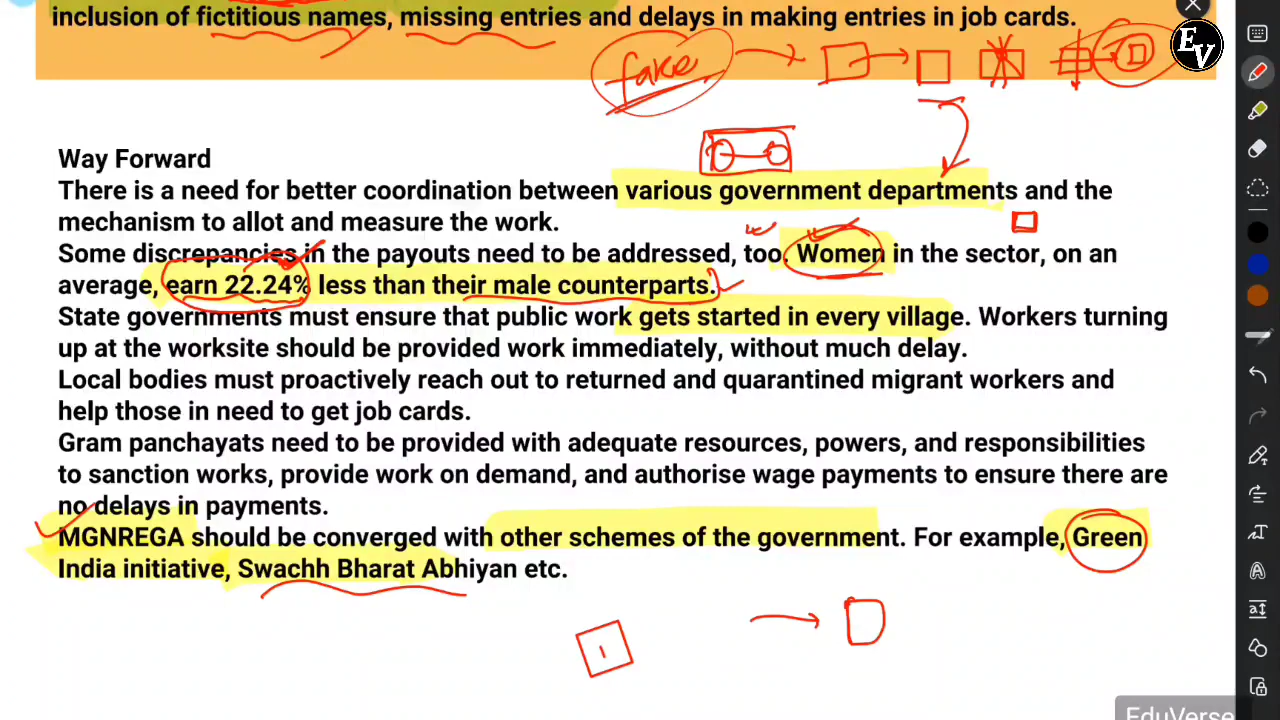 inclusion of fictitious names, missing entries and delays in making entries in job cards.
fake
EV
Way Forward
There is a need for better coordination between various government departments and the
mechanism to allot and measure the work.
Some discrepancies in the payouts need to be addressed, too. Women in the sector, on an
average, earn 22.24% less than their male counterparts.
State governments must ensure that public work gets started in every village. Workers turning
up at the worksite should be provided work immediately, without much delay.
Local bodies must proactively reach out to returned and quarantined migrant workers and
help those in need to get job cards.
Gram panchayats need to be provided with adequate resources, powers, and responsibilities
to sanction works, provide work on demand, and authorise wage payments to ensure there are
no delays in payments.
MGNREGA should be converged with other schemes of the government. For example, Green
India initiative, Swachh Bharat Abhiyan etc.
EduVerse